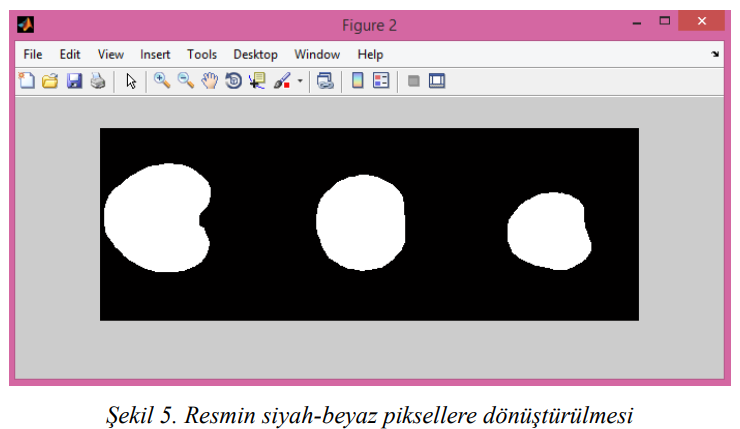 Figure 2
File Edit View Insert Tools Desktop Window Help
Şekil 5. Resmin siyah-beyaz piksellere dönüştürülmesi